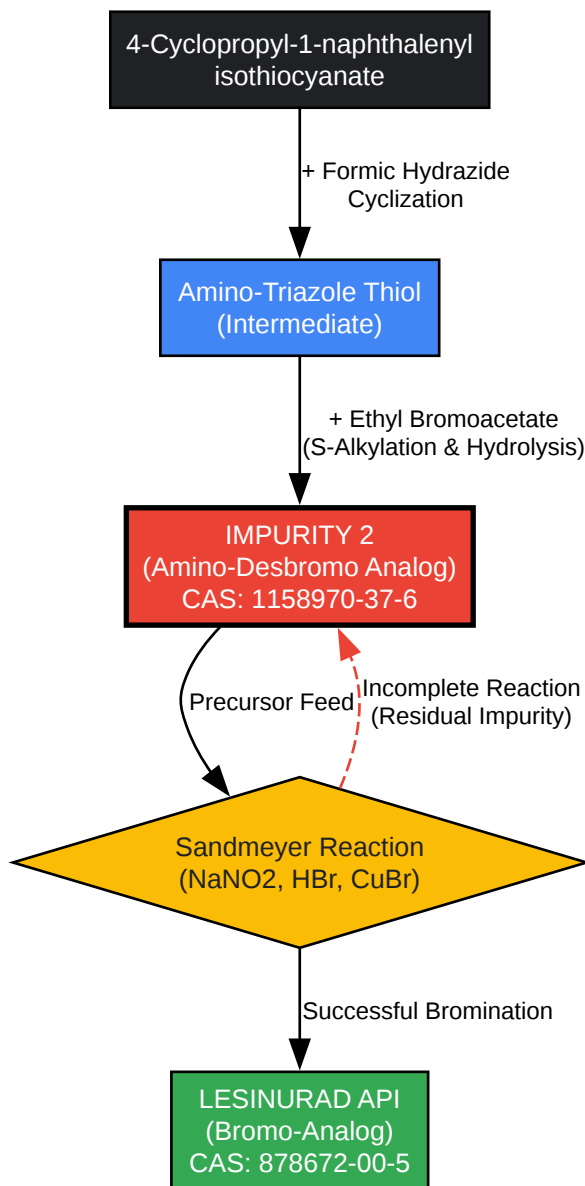 4-Cyclopropyl-1-naphthalenyl
isothiocyanate
+ Formic Hydrazide
Cyclization
Amino-Triazole Thiol
(Intermediate)
+ Ethyl Bromoacetate
(S-Alkylation & Hydrolysis)
IMPURITY 2
(Amino-Desbromo Analog)
CAS: 1158970-37-6
Precursor Feed
Incomplete Reaction
(Residual Impurity)
Sandmeyer Reaction
(NaNO2, HBr, CuBr)
Successful Bromination
LESINURAD API
(Bromo-Analog)
CAS: 878672-00-5